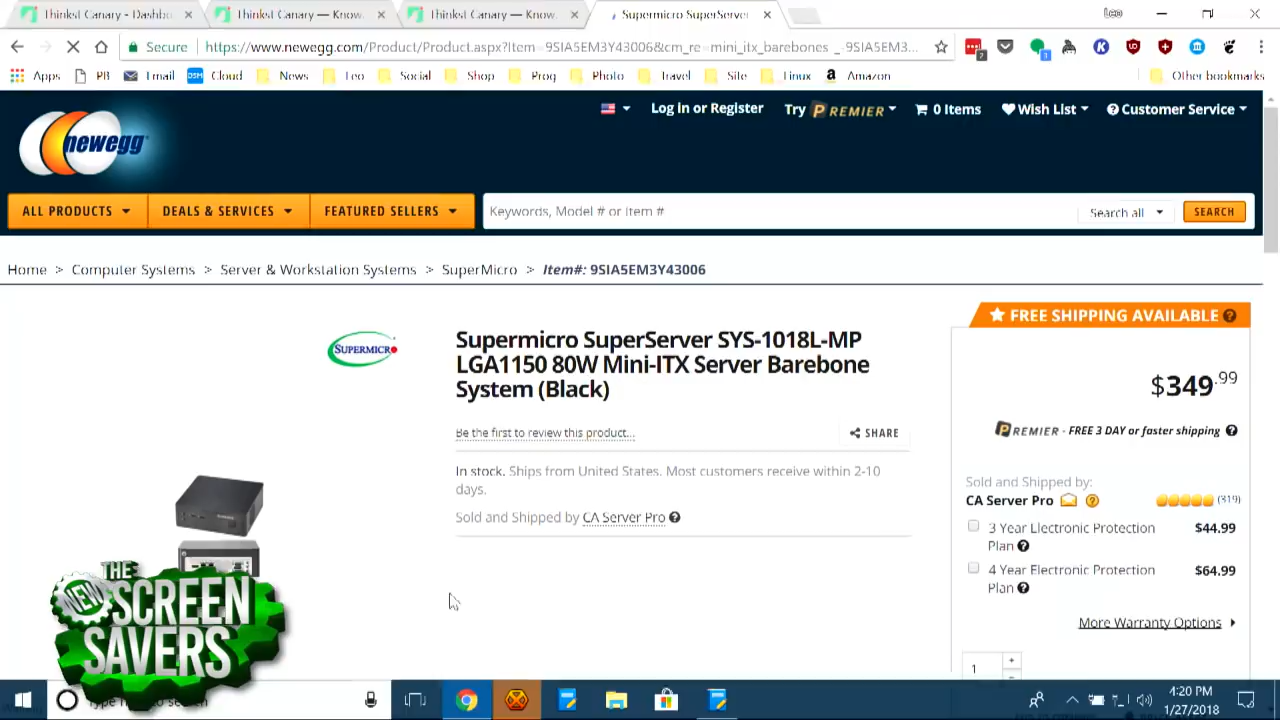 Thinkst Canary - Dashbo
Thinkst Canary — Know.
Thinkst Canary — Know.
Supermicro SuperServer
Leo
Secure
https://www.newegg.com/Product/Product.aspx?Item=9SIA5EM3Y43006&cm_re=mini_itx_barebones_-9SIA5EM3Y43006...
Apps
PB
Email
DSM
Cloud
News
Leo
Social
Shop
Prog
Photo
Travel
Site
Linux
Amazon
Other bookmarks
newegg
Log in or Register
Try PREMIER
0 Items
Wish List
Customer Service
ALL PRODUCTS
DEALS & SERVICES
FEATURED SELLERS
Keywords, Model # or Item #
Search all
SEARCH
Home > Computer Systems > Server & Workstation Systems > SuperMicro > Item#: 9SIA5EM3Y43006
SUPERMICRO
Supermicro SuperServer SYS-1018L-MP
LGA1150 80W Mini-ITX Server Barebone
System (Black)
Be the first to review this product...
SHARE
In stock. Ships from United States. Most customers receive within 2-10
days.
Sold and Shipped by CA Server Pro
FREE SHIPPING AVAILABLE
$349.99
PREMIER - FREE 3 DAY or faster shipping
Sold and Shipped by:
CA Server Pro
(319)
3 Year Electronic Protection
Plan
$44.99
4 Year Electronic Protection
Plan
$64.99
More Warranty Options
1
THE
NEW
SCREEN
SAVERS
Type here to search
4:20 PM
1/27/2018